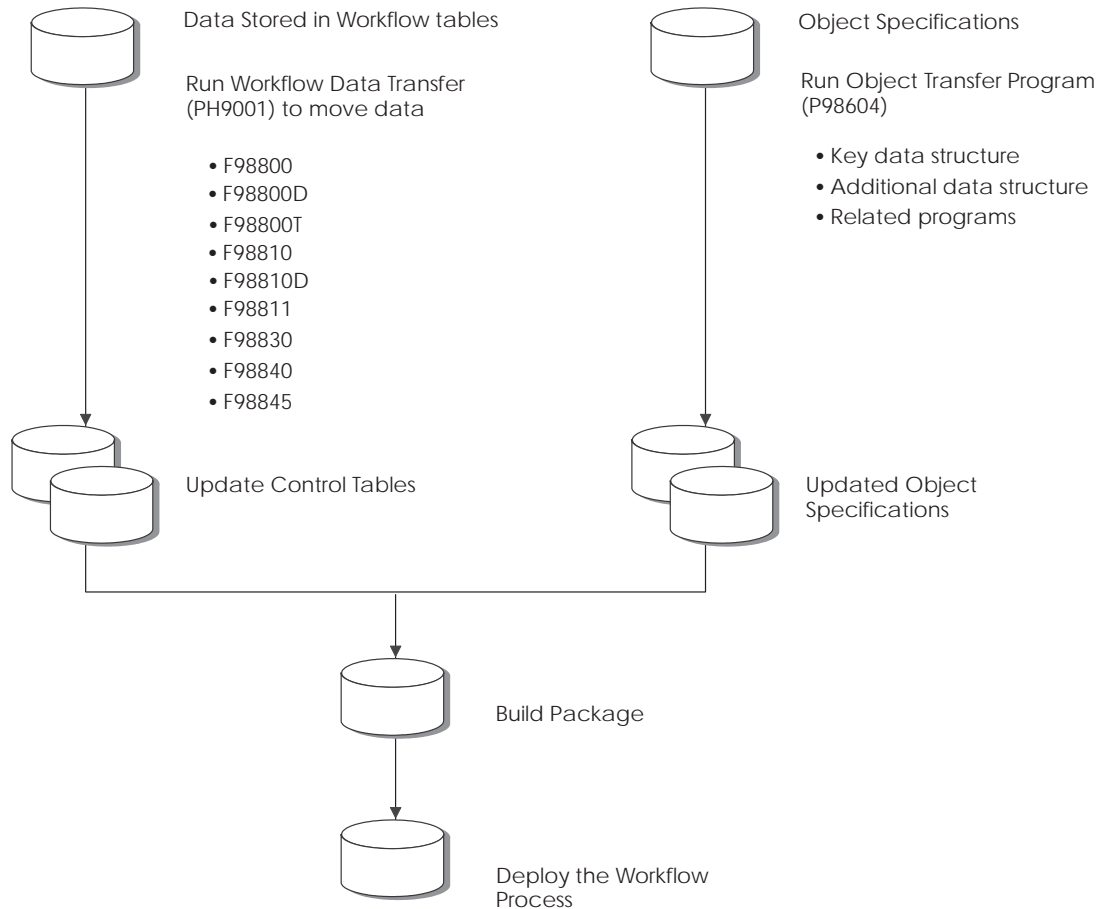 Data Stored in Workflow tables
Run Workflow Data Transfer
(PH9001) to move data
• F98800
• F98800D
• F98800T
• F98810
• F98810D
• F98811
• F98830
• F98840
• F98845
Update Control Tables
Object Specifications
Run Object Transfer Program
(P98604)
• Key data structure
• Additional data structure
• Related programs
Updated Object
Specifications
Build Package
Deploy the Workflow
Process